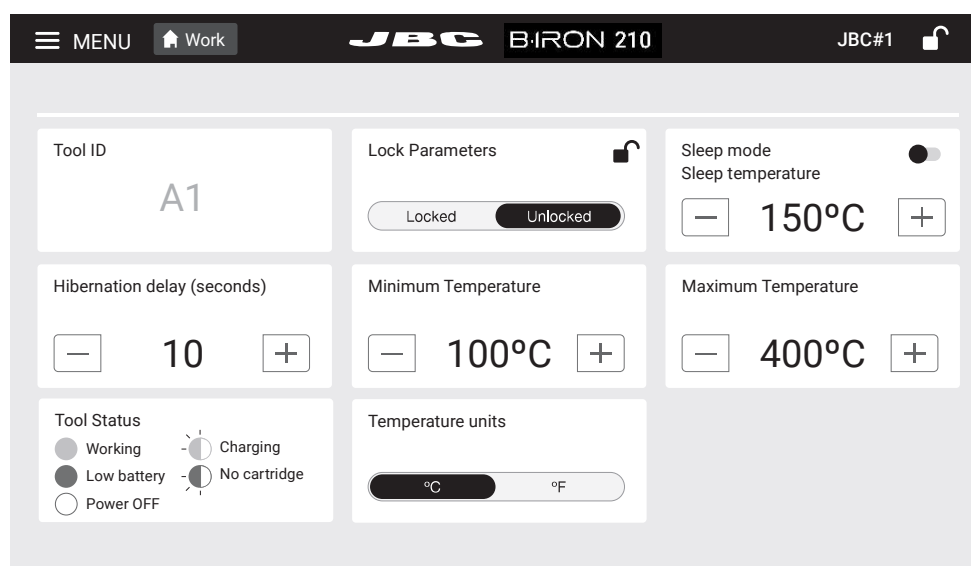 MENU Work JBC B·IRON 210 JBC#1
Tool ID
A1
Lock Parameters
Locked Unlocked
Sleep mode
Sleep temperature
150ºC
Hibernation delay (seconds)
10
Minimum Temperature
100ºC
Maximum Temperature
400ºC
Tool Status
Working Charging
Low battery No cartridge
Power OFF
Temperature units
ºC ºF